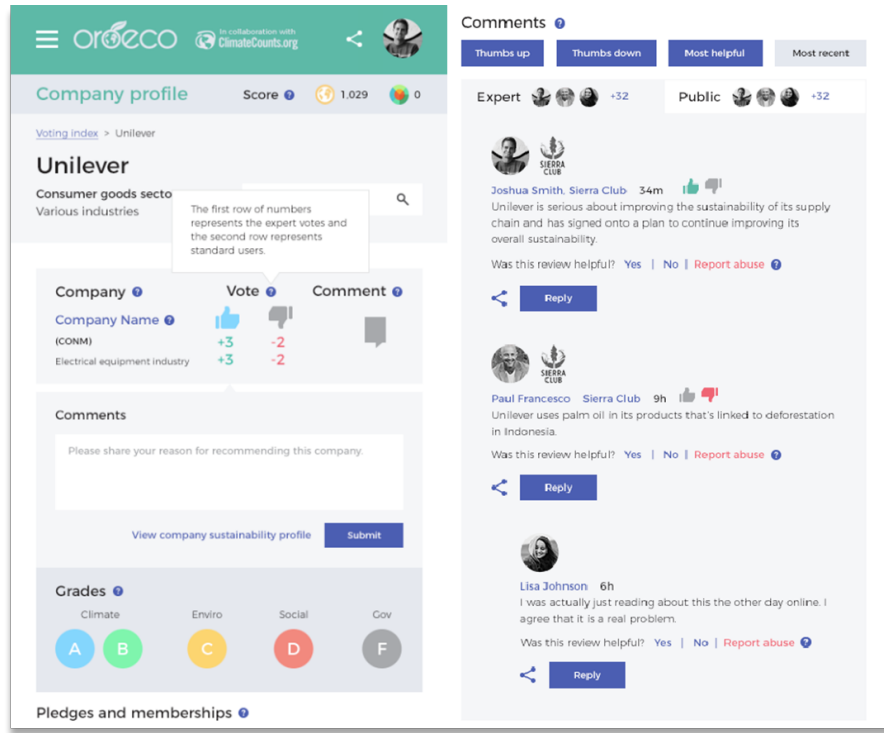 oroeco
In collaboration with
ClimateCounts.org
Company profile
Score ?
1.029
0
Voting index > Unilever
Unilever
Consumer goods secto
Various industries
The first row of numbers
represents the expert votes and
the second row represents
standard users.
Company ?
Vote ?
Comment ?
Company Name ?
(CONM)
+3
-2
Electrical equipment industry
+3
-2
Comments
Please share your reason for recommending this company.
View company sustainability profile
Submit
Grades ?
Climate
Enviro
Social
Gov
A
B
C
D
F
Pledges and memberships ?
Comments ?
Thumbs up
Thumbs down
Most helpful
Most recent
Expert
+32
Public
+32
SIERRA
CLUB
Joshua Smith, Sierra Club 34m
Unilever is serious about improving the sustainability of its supply
chain and has signed onto a plan to continue improving its
overall sustainability.
Was this review helpful? Yes | No | Report abuse ?
Reply
SIERRA
CLUB
Paul Francesco Sierra Club 9h
Unilever uses palm oil in its products that's linked to deforestation
in Indonesia.
Was this review helpful? Yes | No | Report abuse ?
Reply
Lisa Johnson 6h
I was actually just reading about this the other day online. I
agree that it is a real problem.
Was this review helpful? Yes | No | Report abuse ?
Reply